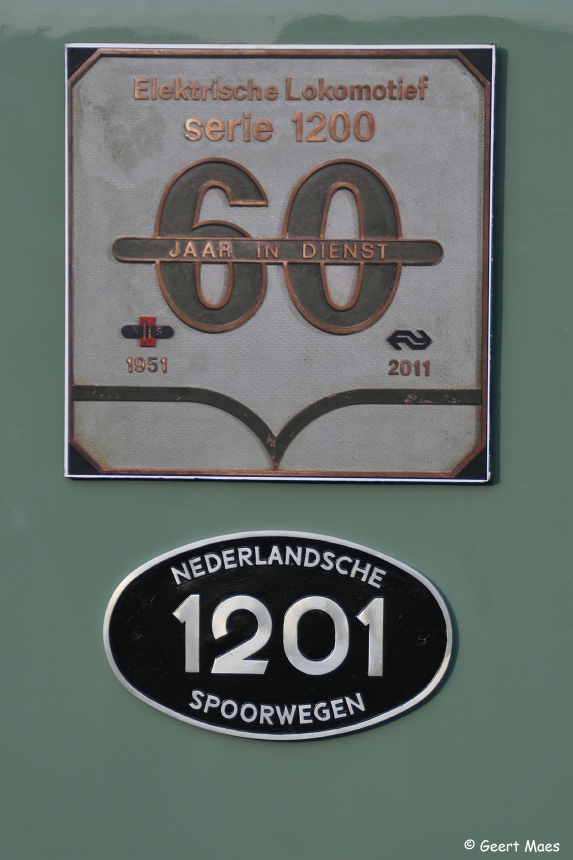 Elektrische Lokomotief
serie 1200
60
JAAR IN DIENST
1951
2011
NEDERLANDSCHE
1201
SPOORWEGEN
© Geert Maes